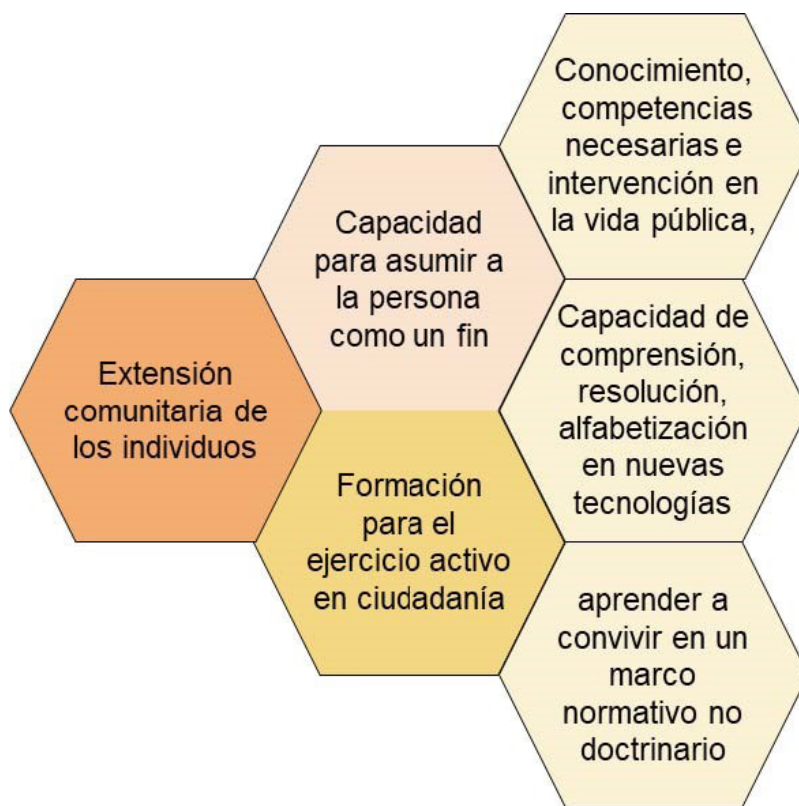 Conocimiento,
competencias
necesarias e
intervención en
la vida pública,
Capacidad
para asumir a
la persona
como un fin
Extensión
comunitaria de
los individuos
Capacidad de
comprensión,
resolución,
alfabetización
en nuevas
tecnologías
Formación
para el
ejercicio activo
en ciudadanía
aprender a
convivir en un
marco
normativo no
doctrinario